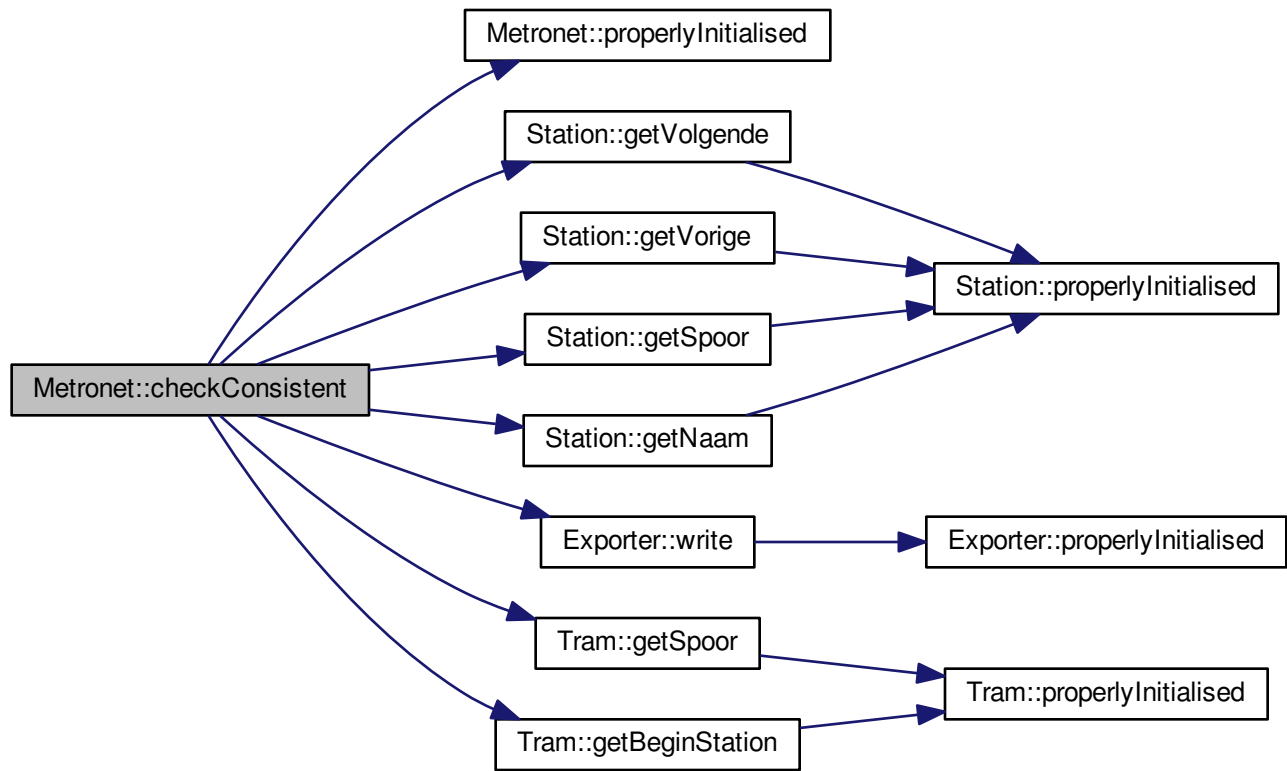 Metronet::properlyInitialised
Station::getVolgende
Station::getVorige
Station::properlyInitialised
Station::getSpoor
Metronet::checkConsistent
Station::getNaam
Exporter::write
Exporter::properlyInitialised
Tram::getSpoor
Tram::properlyInitialised
Tram::getBeginStation